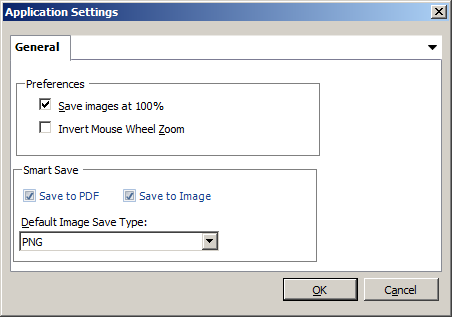 Application Settings
General
Preferences
Save images at 100%
Invert Mouse Wheel Zoom
Smart Save
Save to PDF Save to Image
Default Image Save Type:
PNG
OK Cancel